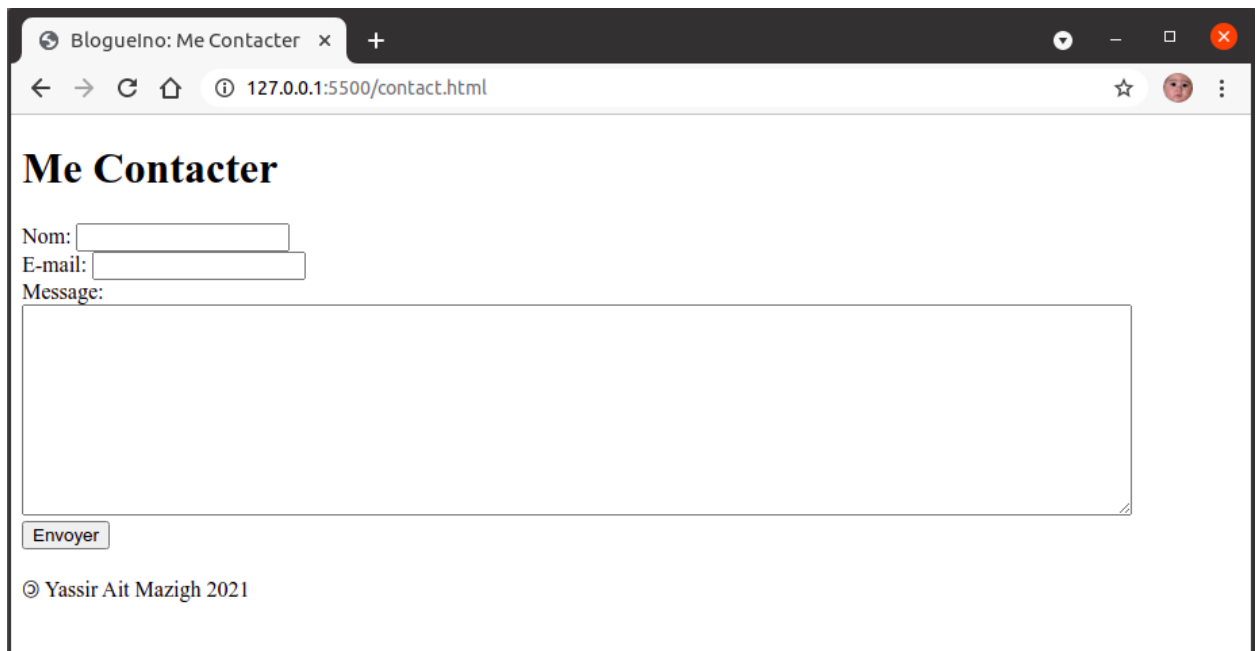 BlogueIno: Me Contacter
127.0.0.1:5500/contact.html
Me Contacter
Nom:
E-mail:
Message:
Envoyer
🄯 Yassir Ait Mazigh 2021